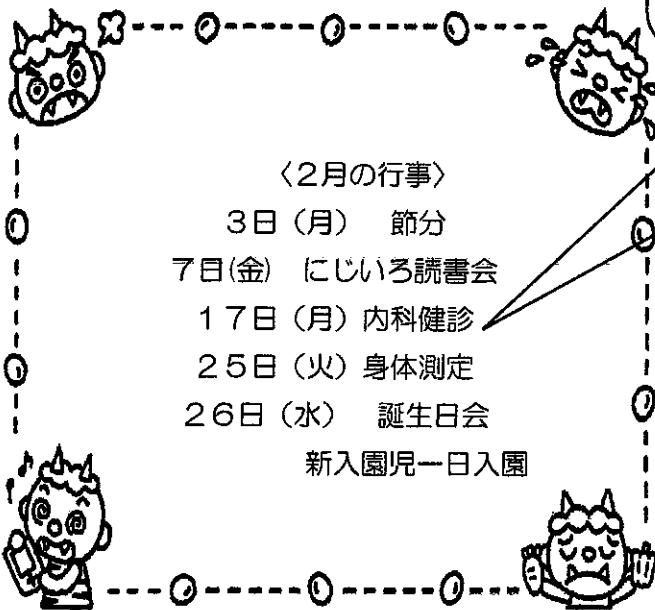 〈2月の行事〉
3日(月) 節分
7日(金) にじいろ読書会
17日(月)内科健診
25日(火)身体測定
26日(水) 誕生日会
新入園児一日入園